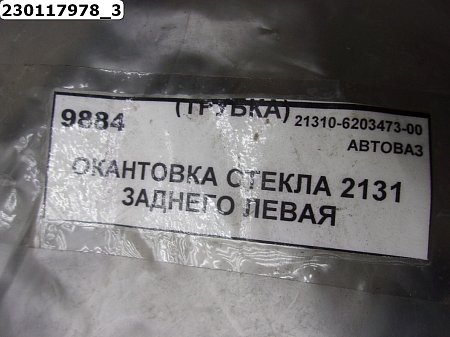 230117978_3
(ТРУБКА)
9884 21310-6203473-00
АВТОВАЗ
ОКАНТОВКА СТЕКЛА 2131
ЗАДНЕГО ЛЕВАЯ